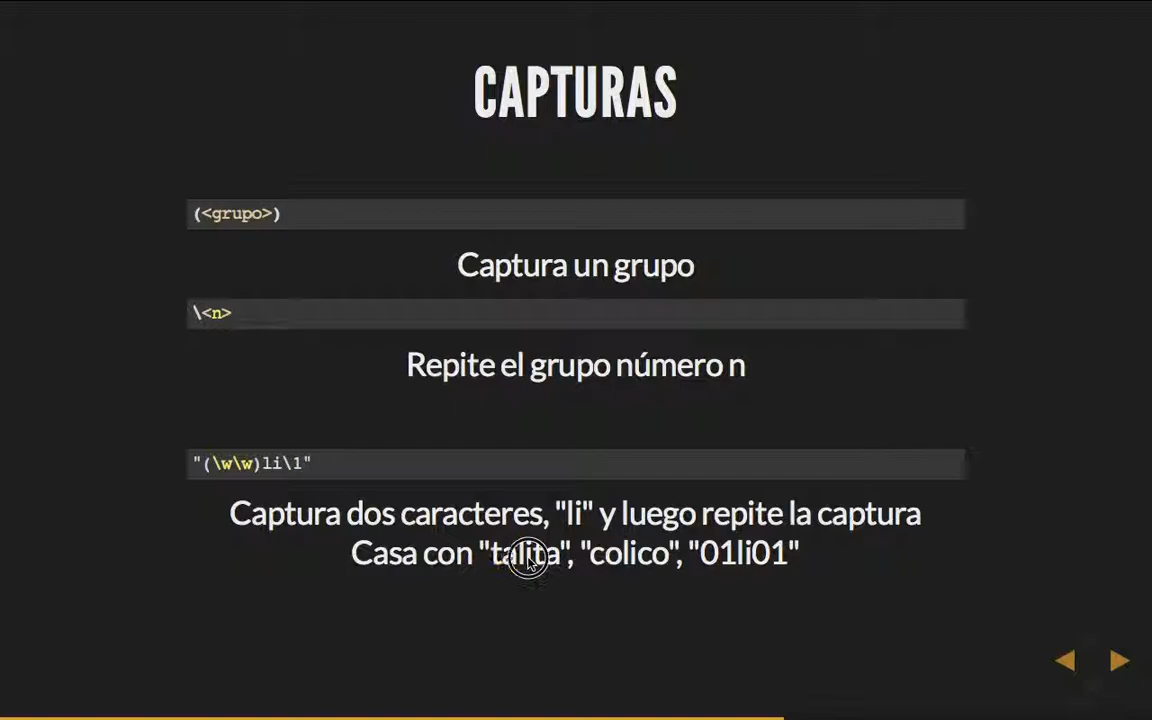 CAPTURAS
(<grupo>)
Captura un grupo
\<n>
Repite el grupo número n
"(\w\w)li\1"
Captura dos caracteres, "li" y luego repite la captura
Casa con "talita", "colico", "01li01"